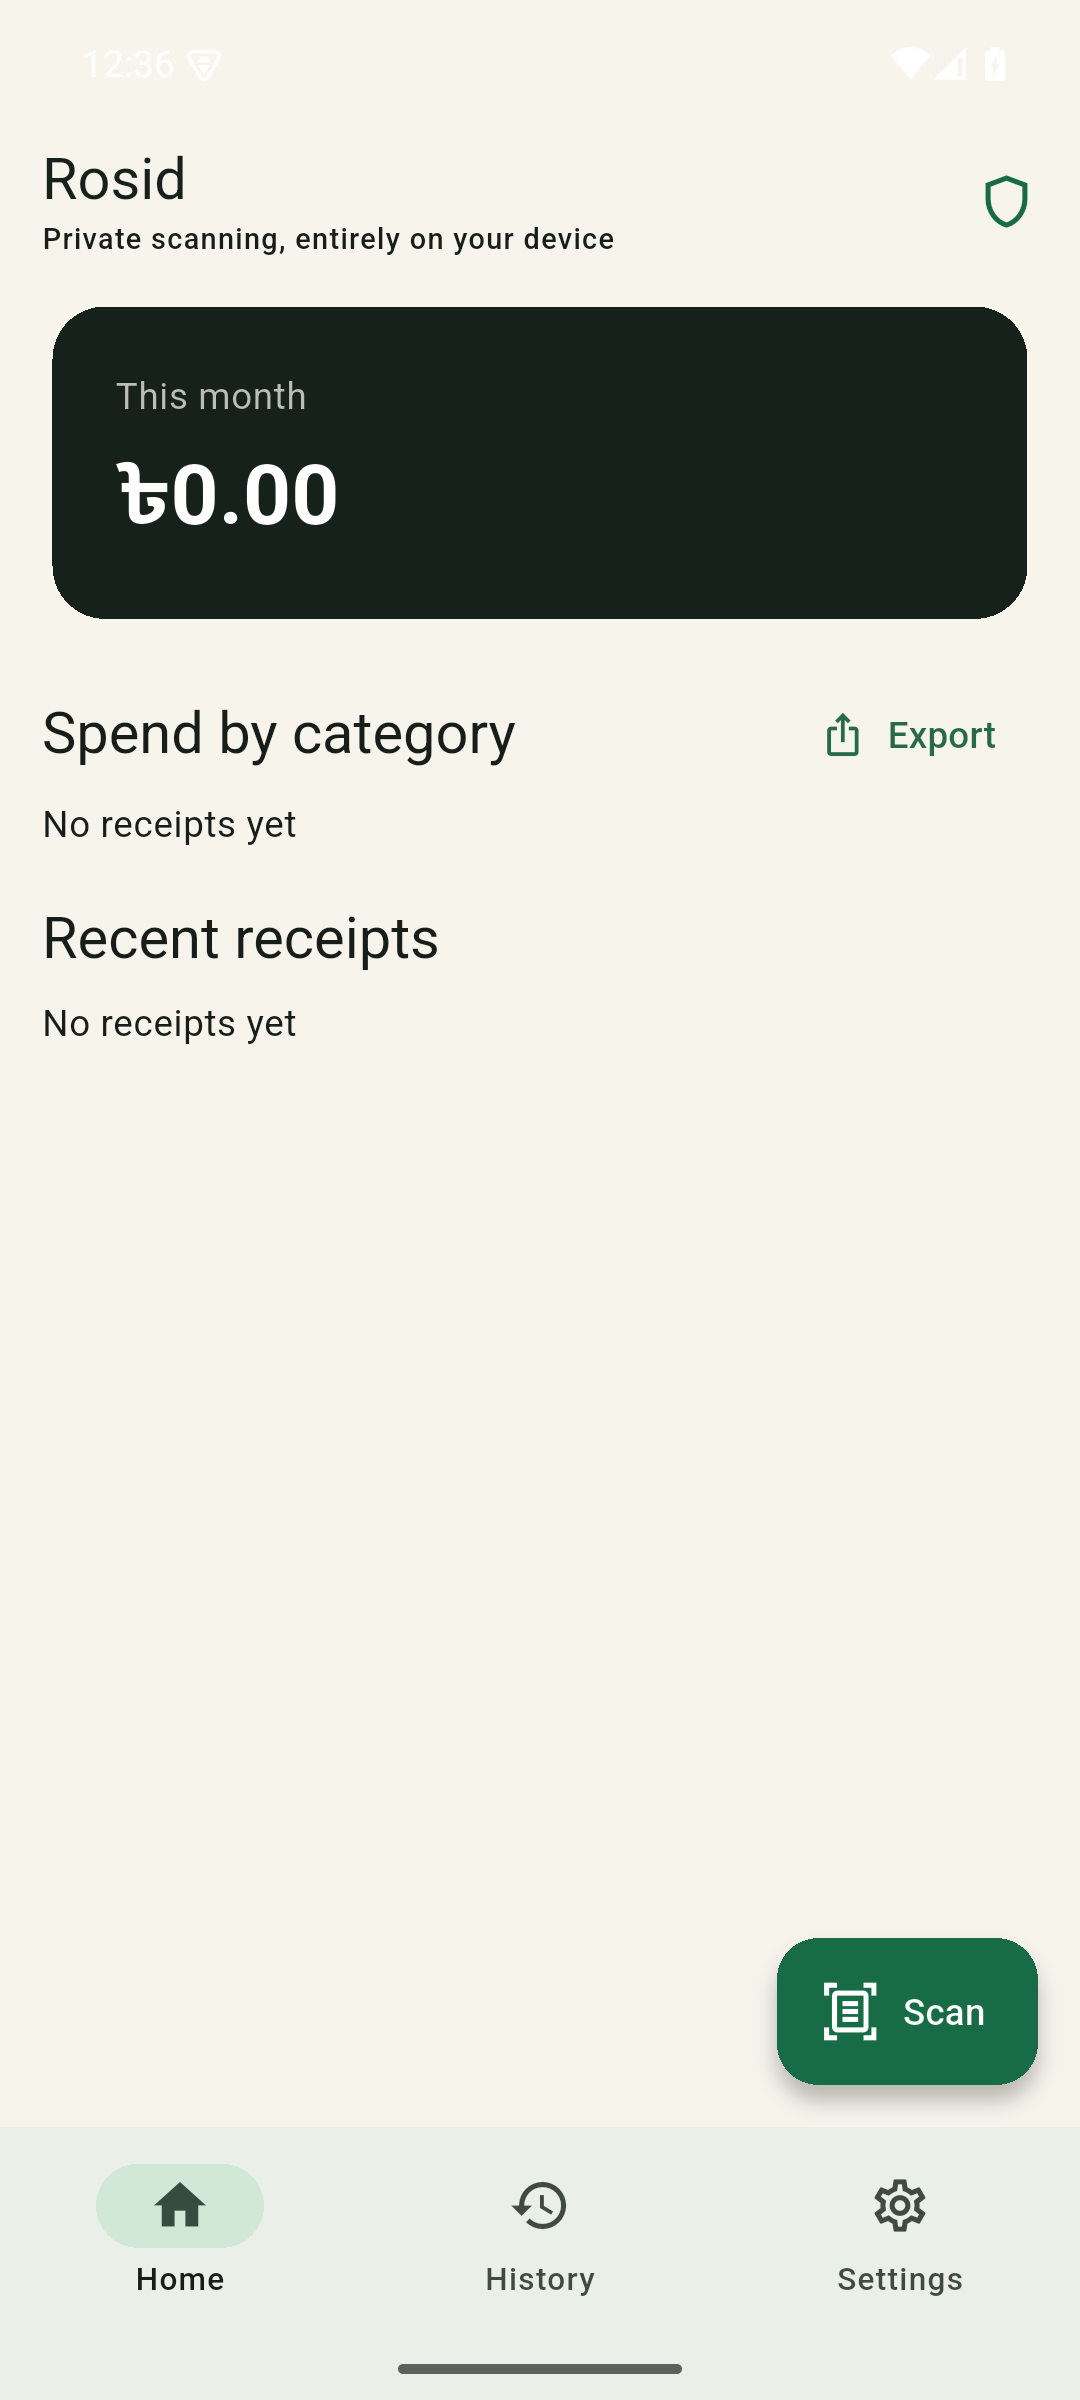 12:36
Rosid
Private scanning, entirely on your device
This month
৳0.00
Spend by category
Export
No receipts yet
Recent receipts
No receipts yet
Scan
Home
History
Settings